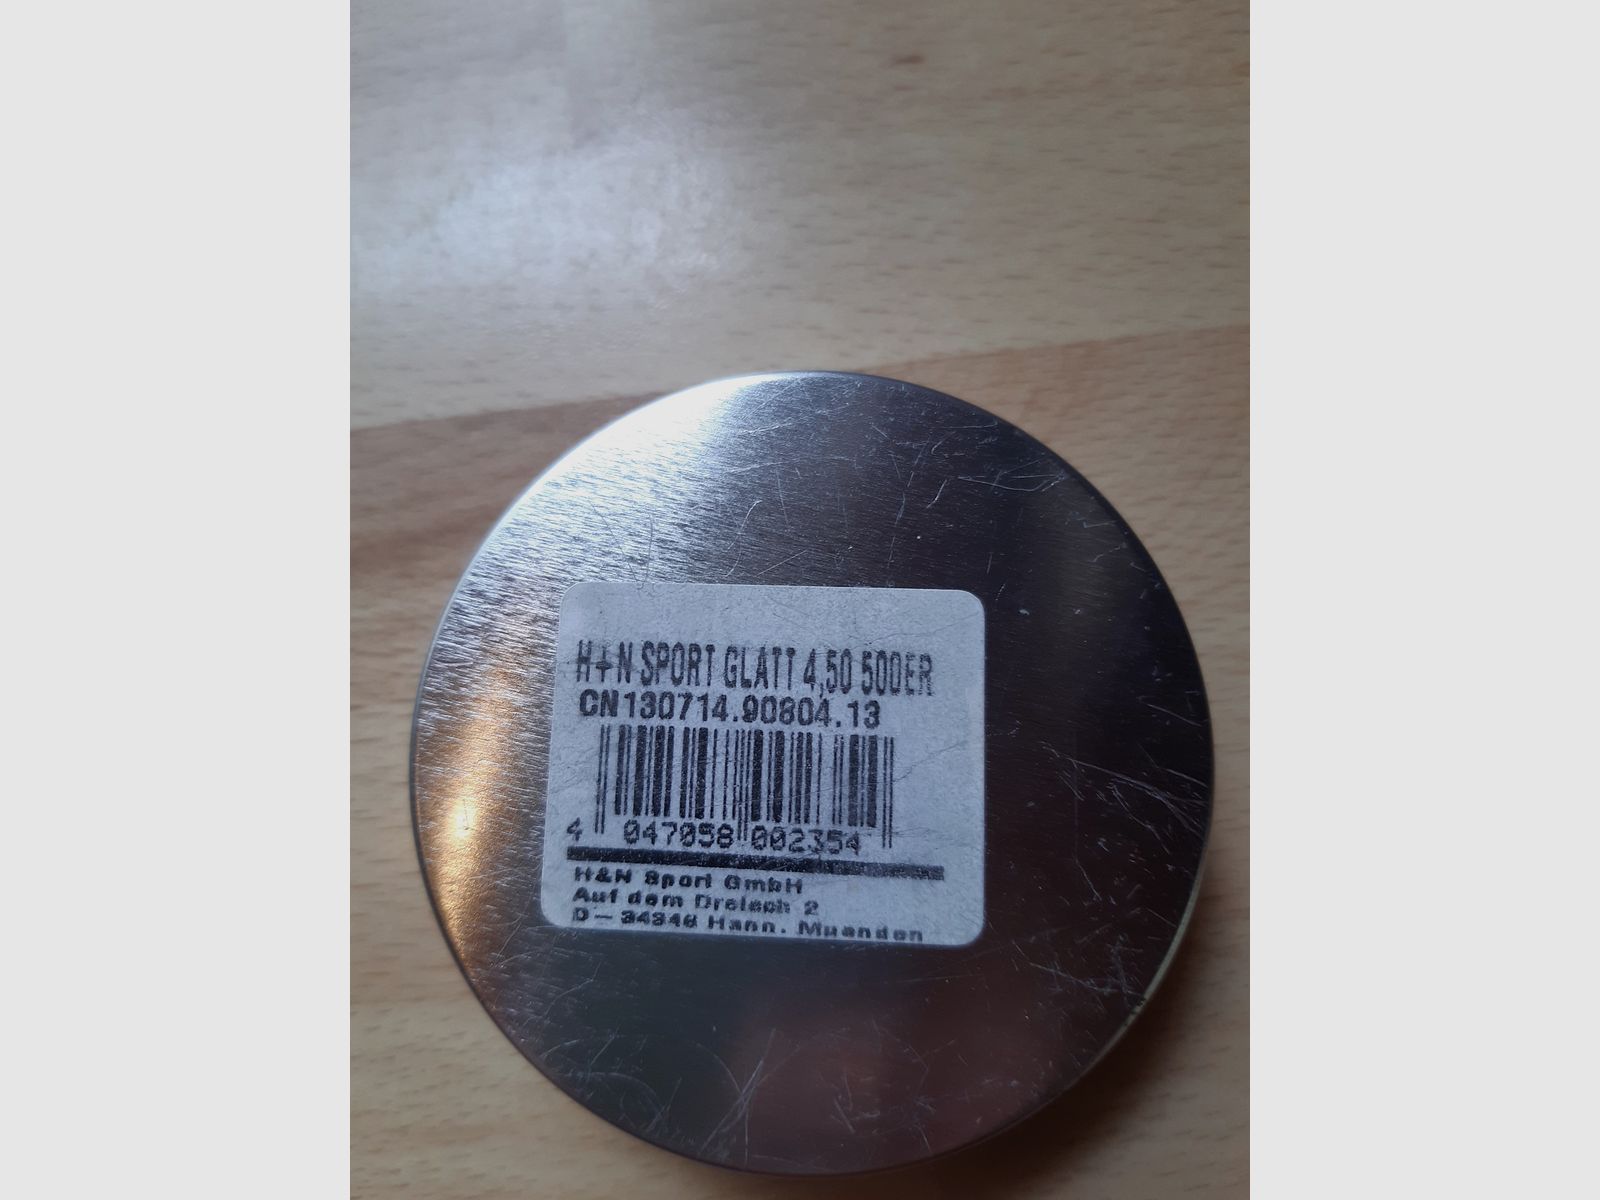 H+N SPORT GLATT 4,50 500ER
CN130714.90804.13
4 047058 002354
H&N Sport GmbH
Auf dem Dreisch 2
D-34346 Hann. Muenden